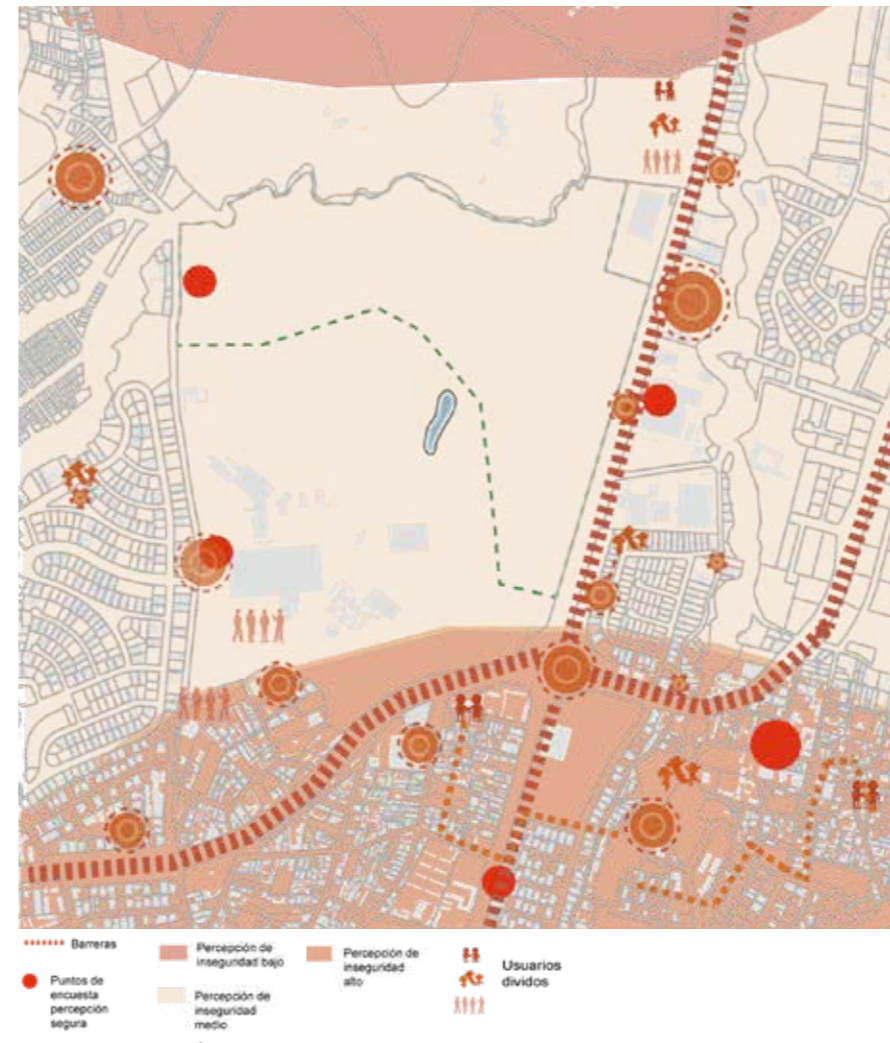 Barreras
Puntos de
encuesta
percepción
segura
Percepción de
inseguridad bajo
Percepción de
inseguridad
medio
Percepción de
inseguridad
alto
Usuarios
dividos